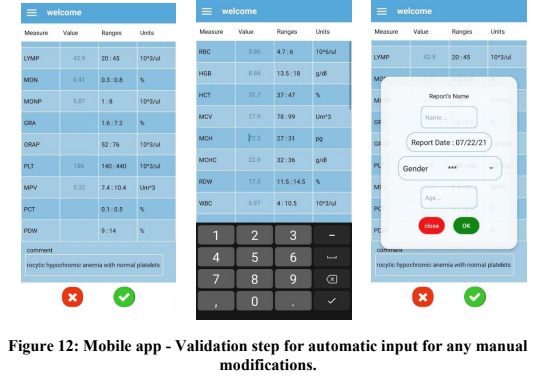 welcome
Measure Value Ranges Units
LYMP 42.9 20 : 45 10^3/ul
MON 0.41 0.3 : 0.8 %
MONP 5.87 1 : 8 10^3/ul
GRA 1.6 : 7.2 %
GRAP 52 : 76 10^3/ul
PLT 186 140 : 440 10^3/ul
MPV 5.32 7.4 : 10.4 Um^3
PCT 0.1 : 0.5 %
PDW 9 : 14 %
comment
rocytic hypochromic anemia with normal platelets
welcome
Measure Value Ranges Units
RBC 3.86 4.7 : 6 10^6/ul
HGB 8.84 13.5 : 18 g/dl
HCT 37 : 47 %
MCV 27.9 78 : 99 Um^3
MCH 27 : 31 pg
MCHC 22.9 32 : 36 g/dl
RDW 17.5 11.5 : 14.5 %
WBC 6.97 4 : 10.5 10^3/ul
1 2 3 -
4 5 6
7 8 9
, 0 .
welcome
Measure Value Ranges Units
LYMP 42.9 20 : 45 10^3/ul
Report's Name
Name ...
Report Date : 07/22/21
Gender ***
Age ...
close OK
comment
rocytic hypochromic anemia with normal platelets
Figure 12: Mobile app - Validation step for automatic input for any manual
modifications.